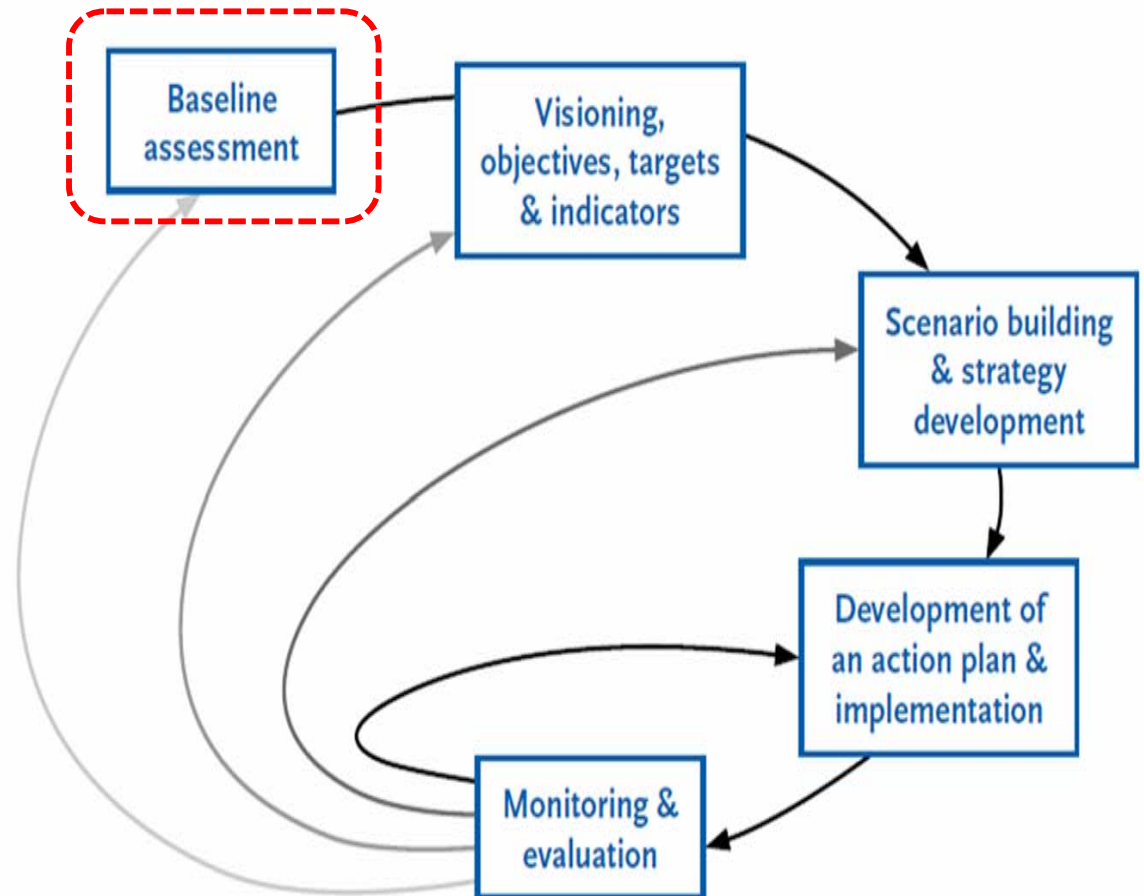 Baseline
assessment
Visioning,
objectives, targets
& indicators
Scenario building
& strategy
development
Development of
an action plan &
implementation
Monitoring &
evaluation